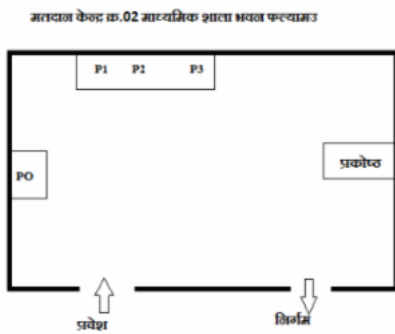 मतदान केन्द्र क्र.02 माध्यमिक शाला भवन फल्यामउ
P1 P2 P3
PO
प्रकोष्ठ
प्रवेश
निर्गम